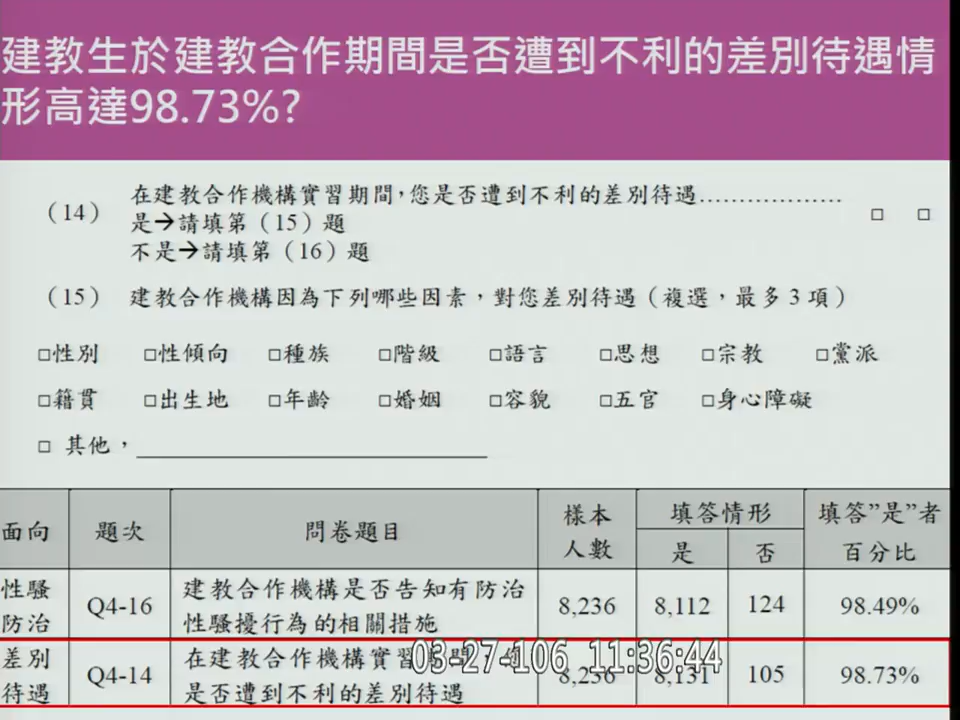 建教生於建教合作期間是否遭到不利的差別待遇情
形高達98.73%?
(14) 在建教合作機構實習期間,您是否遭到不利的差別待遇.................. □ □
是→請填第（15）題
不是→請填第（16）題
(15) 建教合作機構因為下列哪些因素，對您差別待遇（複選，最多3項）
□性別 □性傾向 □種族 □階級 □語言 □思想 □宗教 □黨派
□籍貫 □出生地 □年齡 □婚姻 □容貌 □五官 □身心障礙
□ 其他，
面向 題次 問卷題目 樣本人數 填答情形 填答”是”者百分比
是 否
性騷防治 Q4-16 建教合作機構是否告知有防治性騷擾行為的相關措施 8,236 8,112 124 98.49%
差別待遇 Q4-14 在建教合作機構實習期間,您是否遭到不利的差別待遇 8,236 8,131 105 98.73%
03-27-106 11:36:44